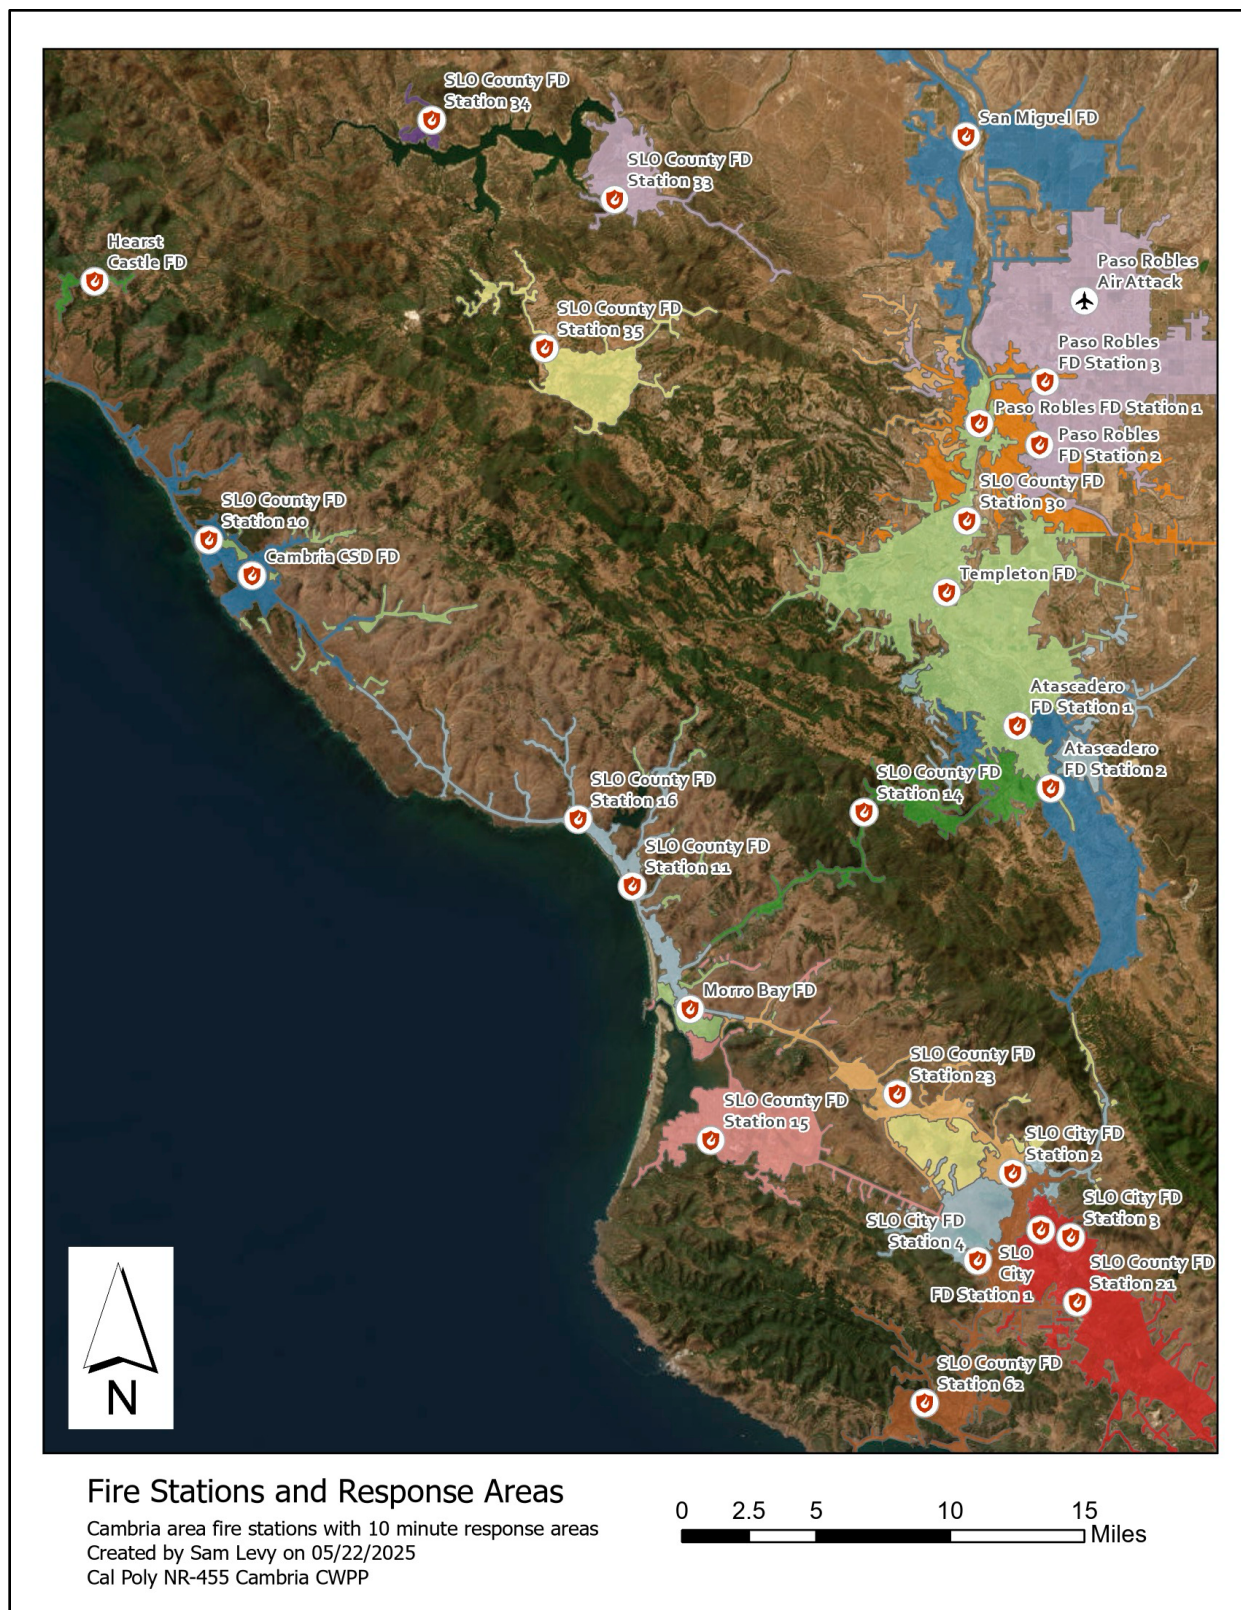 SLO County FD
Station 34
San Miguel FD
SLO County FD
Station 33
Hearst
Castle FD
Paso Robles
Air Attack
SLO County FD
Station 35
Paso Robles
FD Station 3
Paso Robles FD Station 1
Paso Robles
FD Station 2
SLO County FD
Station 30
SLO County FD
Station 10
Cambria CSD FD
Templeton FD
Atascadero
FD Station 1
Atascadero
FD Station 2
SLO County FD
Station 14
SLO County FD
Station 16
SLO County FD
Station 11
Morro Bay FD
SLO County FD
Station 23
SLO County FD
Station 15
SLO City FD
Station 2
SLO City FD
Station 3
SLO City FD
Station 4
SLO
City
FD Station 1
SLO County FD
Station 21
SLO County FD
Station 62
N
Fire Stations and Response Areas
Cambria area fire stations with 10 minute response areas
Created by Sam Levy on 05/22/2025
Cal Poly NR-455 Cambria CWPP
0 2.5 5 10 15
Miles